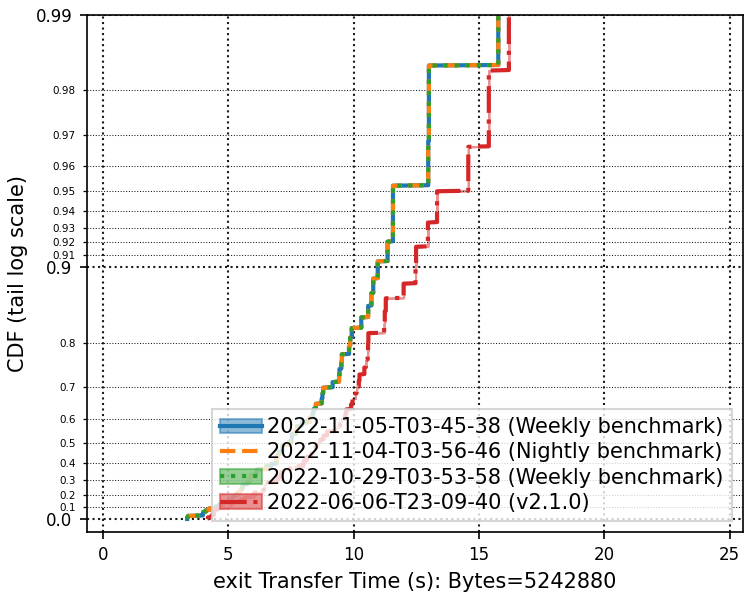 0.99
0.98
0.97
0.96
0.95
0.94
0.93
0.92
0.91
0.9
0.8
0.7
0.6
0.5
0.4
0.3
0.2
0.1
0.0
CDF (tail log scale)
2022-11-05-T03-45-38 (Weekly benchmark)
2022-11-04-T03-56-46 (Nightly benchmark)
2022-10-29-T03-53-58 (Weekly benchmark)
2022-06-06-T23-09-40 (v2.1.0)
0 5 10 15 20 25
exit Transfer Time (s): Bytes=5242880